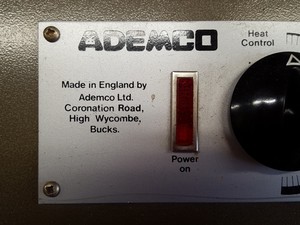 ADEMCO
Heat
Control
Made in England by
Ademco Ltd.
Coronation Road,
High Wycombe,
Bucks.
Power
on